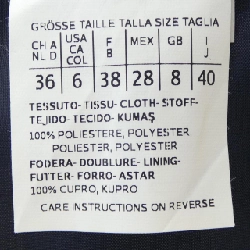 GRÖSSE TAILLE TALLA SIZE TAGLIA
CH A NL D USA CA COL F B MEX GB I J
36 6 38 28 8 40
TESSUTO-TISSU-CLOTH-STOFF-
TEJIDO-TECIDO-KUMAŞ
100% POLIESTERE, POLYESTER
POLIESTER, POLYESTER
FODERA-DOUBLURE-LINING-
FUTTER-FORRO-ASTAR
100% CUPRO, KJPRO
CARE INSTRUCTIONS ON REVERSE